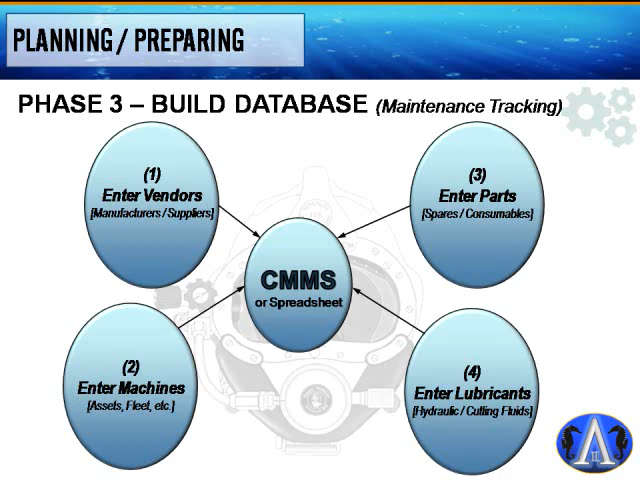 PLANNING / PREPARING
PHASE 3 – BUILD DATABASE (Maintenance Tracking)
(1)
Enter Vendors
[Manufacturers / Suppliers]
(3)
Enter Parts
[Spares / Consumables]
CMMS
or Spreadsheet
(2)
Enter Machines
[Assets, Fleet, etc.]
(4)
Enter Lubricants
[Hydraulic / Cutting Fluids]
A
II